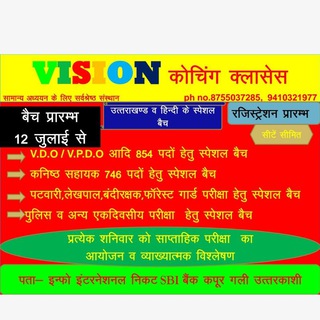 VISION कोचिंग क्लासेस
सामान्य अध्ययन के लिए सर्वश्रेष्ठ संस्थान
ph no.8755037285, 9410321977
बैच प्रारम्भ
12 जुलाई से
उत्तराखण्ड व हिन्दी के स्पेशल
बैच
रजिस्ट्रेशन प्रारम्भ
सीटें सीमित
V.D.O / V.P.D.O आदि 854 पदों हेतु स्पेशल बैच
कनिष्ठ सहायक 746 पदों हेतु स्पेशल बैच
पटवारी,लेखपाल,बंदीरक्षक,फॉरेस्ट गार्ड परीक्षा हेतु स्पेशल बैच
पुलिस व अन्य एकदिवसीय परीक्षा हेतु स्पेशल बैच
प्रत्येक शनिवार को साप्ताहिक परीक्षा का
आयोजन व व्याख्यात्मक विश्लेषण
पता– इन्फो इंटरनेशनल निकट SBI बैंक कपूर गली उत्तरकाशी